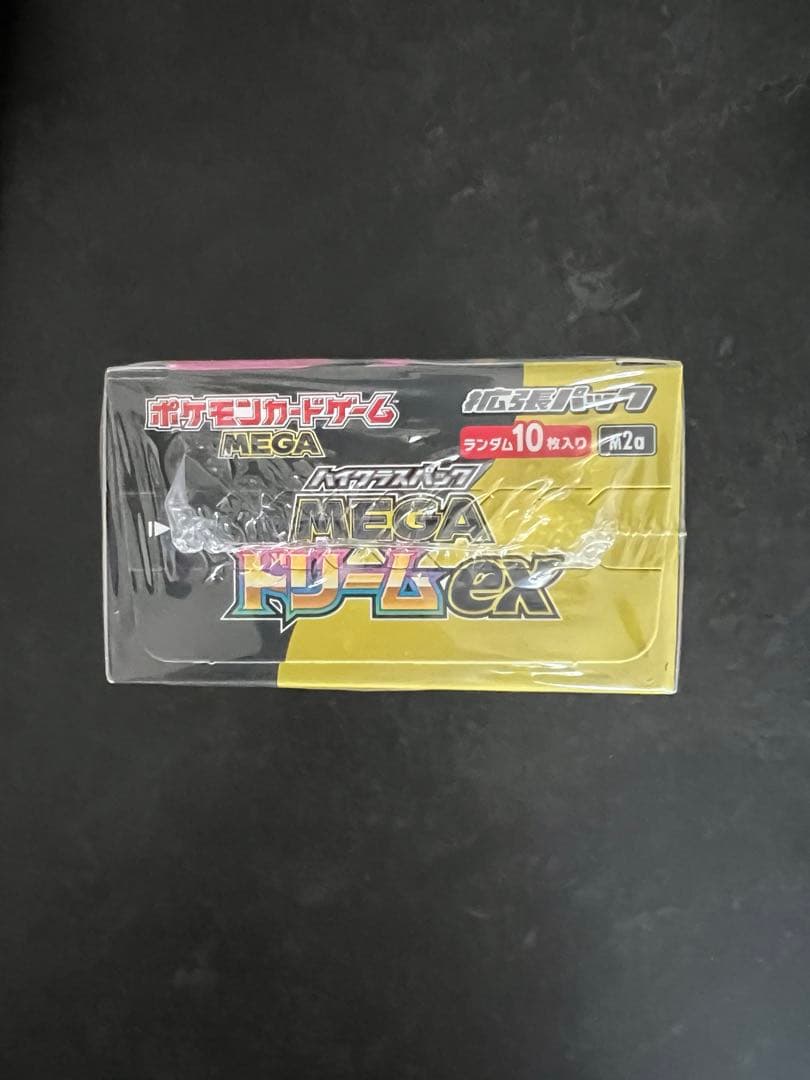 ポケモンカードゲーム
MEGA
拡張パック
ランダム10枚入り
m2a
ハイクラスパック
MEGA
ドリームex